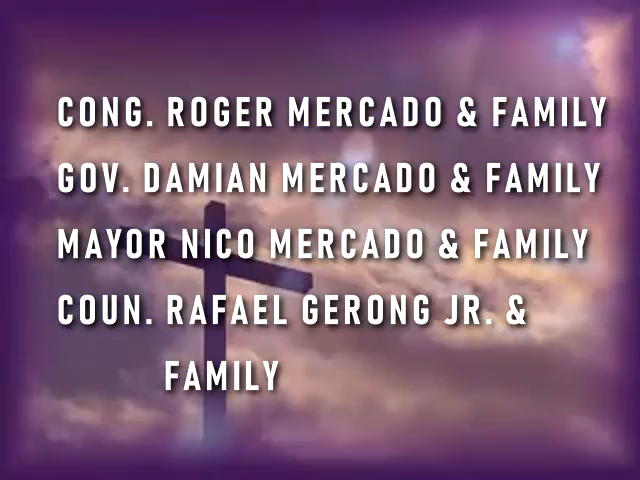 CONG. ROGER MERCADO & FAMILY
GOV. DAMIAN MERCADO & FAMILY
MAYOR NICO MERCADO & FAMILY
COUN. RAFAEL GERONG JR. &
FAMILY